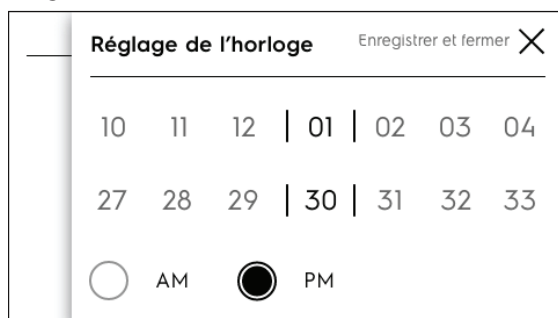 Réglage de l'horloge Enregistrer et fermer
10 11 12 01 02 03 04
27 28 29 30 31 32 33
AM PM